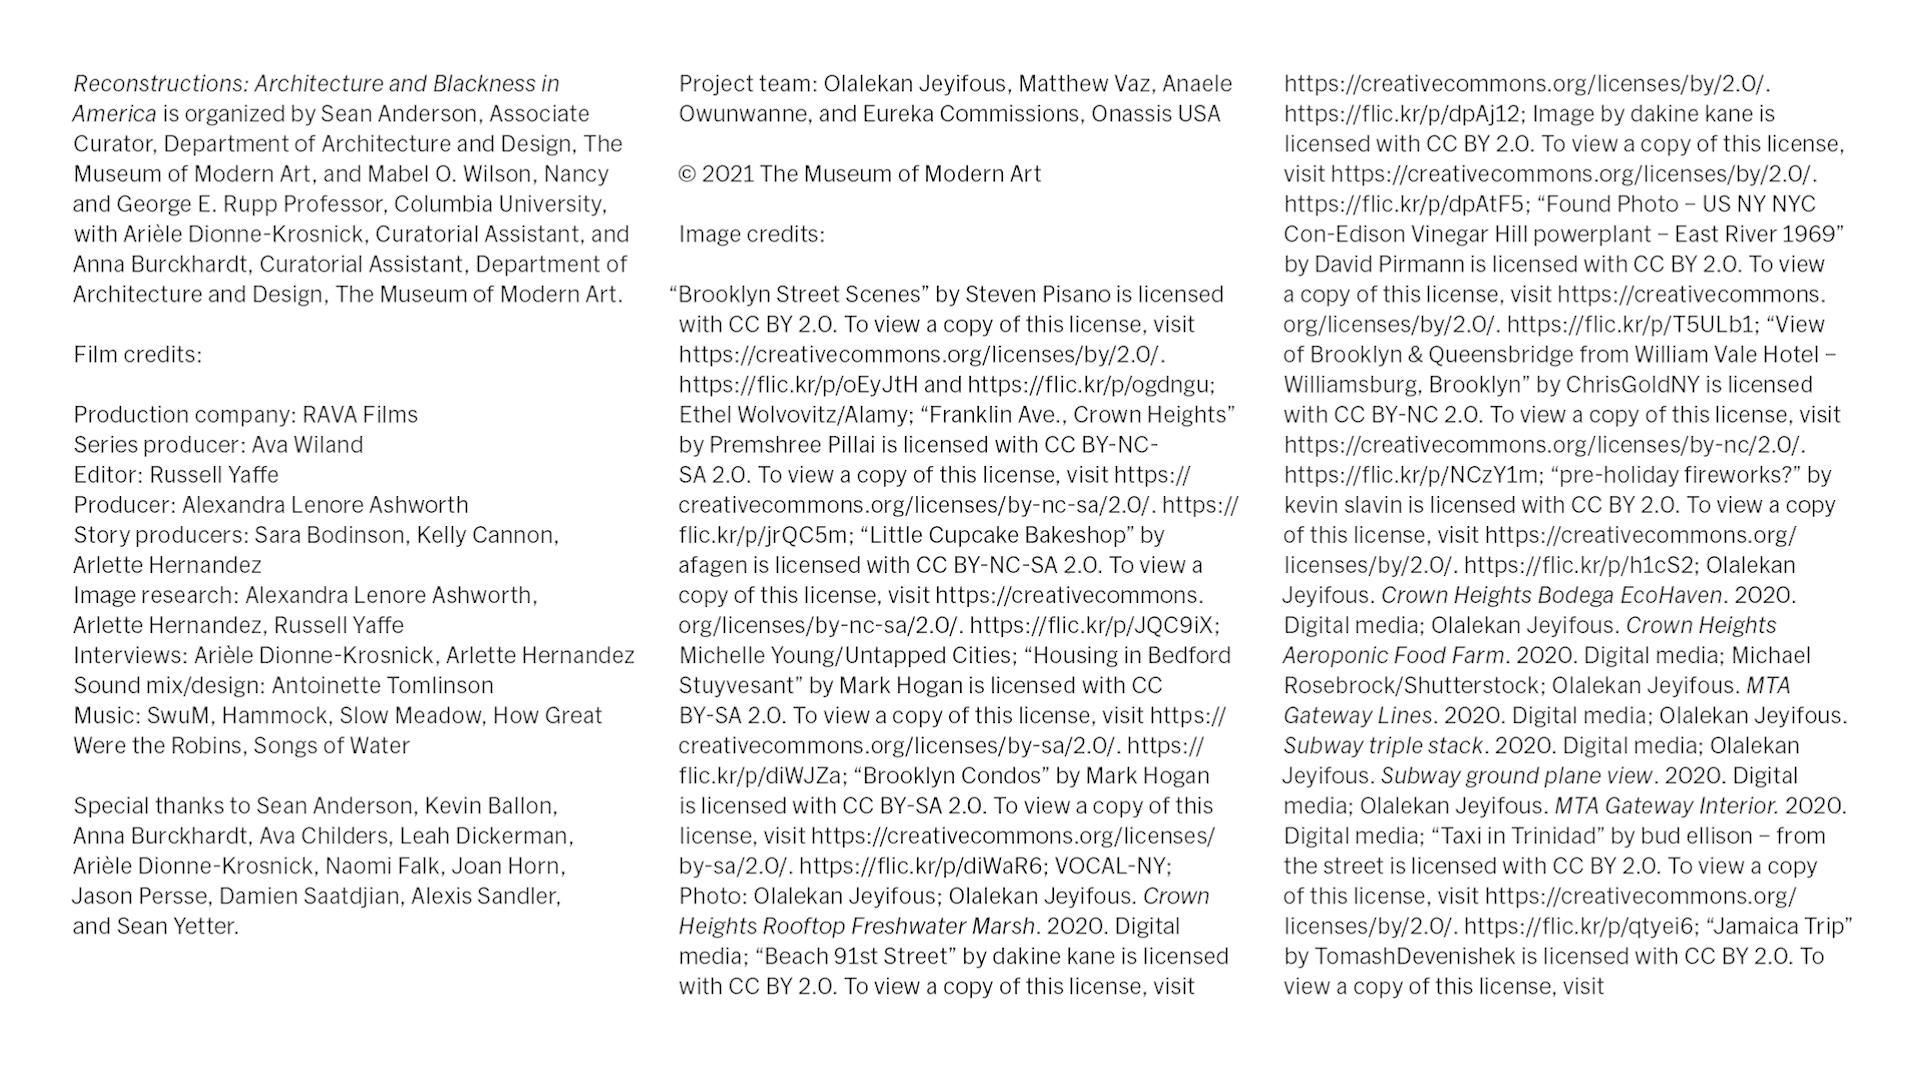 Reconstructions: Architecture and Blackness in
America is organized by Sean Anderson, Associate
Curator, Department of Architecture and Design, The
Museum of Modern Art, and Mabel O. Wilson, Nancy
and George E. Rupp Professor, Columbia University,
with Arièle Dionne-Krosnick, Curatorial Assistant, and
Anna Burckhardt, Curatorial Assistant, Department of
Architecture and Design, The Museum of Modern Art.
Film credits:
Production company: RAVA Films
Series producer: Ava Wiland
Editor: Russell Yaffe
Producer: Alexandra Lenore Ashworth
Story producers: Sara Bodinson, Kelly Cannon,
Arlette Hernandez
Image research: Alexandra Lenore Ashworth,
Arlette Hernandez, Russell Yaffe
Interviews: Arièle Dionne-Krosnick, Arlette Hernandez
Sound mix/design: Antoinette Tomlinson
Music: SwuM, Hammock, Slow Meadow, How Great
Were the Robins, Songs of Water
Special thanks to Sean Anderson, Kevin Ballon,
Anna Burckhardt, Ava Childers, Leah Dickerman,
Arièle Dionne-Krosnick, Naomi Falk, Joan Horn,
Jason Persse, Damien Saatdjian, Alexis Sandler,
and Sean Yetter.
Project team: Olalekan Jeyifous, Matthew Vaz, Anaele
Owunwanne, and Eureka Commissions, Onassis USA
© 2021 The Museum of Modern Art
Image credits:
“Brooklyn Street Scenes” by Steven Pisano is licensed
with CC BY 2.0. To view a copy of this license, visit
https://creativecommons.org/licenses/by/2.0/.
https://flic.kr/p/oEyJtH and https://flic.kr/p/ogdngu;
Ethel Wolvovitz/Alamy; “Franklin Ave., Crown Heights”
by Premshree Pillai is licensed with CC BY-NC-
SA 2.0. To view a copy of this license, visit https://
creativecommons.org/licenses/by-nc-sa/2.0/. https://
flic.kr/p/jrQC5m; “Little Cupcake Bakeshop” by
afagen is licensed with CC BY-NC-SA 2.0. To view a
copy of this license, visit https://creativecommons.
org/licenses/by-nc-sa/2.0/. https://flic.kr/p/JQC9iX;
Michelle Young/Untapped Cities; “Housing in Bedford
Stuyvesant” by Mark Hogan is licensed with CC
BY-SA 2.0. To view a copy of this license, visit https://
creativecommons.org/licenses/by-sa/2.0/. https://
flic.kr/p/diWJZa; “Brooklyn Condos” by Mark Hogan
is licensed with CC BY-SA 2.0. To view a copy of this
license, visit https://creativecommons.org/licenses/
by-sa/2.0/. https://flic.kr/p/diWaR6; VOCAL-NY;
Photo: Olalekan Jeyifous; Olalekan Jeyifous. Crown
Heights Rooftop Freshwater Marsh. 2020. Digital
media; “Beach 91st Street” by dakine kane is licensed
with CC BY 2.0. To view a copy of this license, visit
https://creativecommons.org/licenses/by/2.0/.
https://flic.kr/p/dpAj12; Image by dakine kane is
licensed with CC BY 2.0. To view a copy of this license,
visit https://creativecommons.org/licenses/by/2.0/.
https://flic.kr/p/dpAtF5; “Found Photo – US NY NYC
Con-Edison Vinegar Hill powerplant – East River 1969”
by David Pirmann is licensed with CC BY 2.0. To view
a copy of this license, visit https://creativecommons.
org/licenses/by/2.0/. https://flic.kr/p/T5ULb1; “View
of Brooklyn & Queensbridge from William Vale Hotel –
Williamsburg, Brooklyn” by ChrisGoldNY is licensed
with CC BY-NC 2.0. To view a copy of this license, visit
https://creativecommons.org/licenses/by-nc/2.0/.
https://flic.kr/p/NCzY1m; “pre-holiday fireworks?” by
kevin slavin is licensed with CC BY 2.0. To view a copy
of this license, visit https://creativecommons.org/
licenses/by/2.0/. https://flic.kr/p/h1cS2; Olalekan
Jeyifous. Crown Heights Bodega EcoHaven. 2020.
Digital media; Olalekan Jeyifous. Crown Heights
Aeroponic Food Farm. 2020. Digital media; Michael
Rosebrock/Shutterstock; Olalekan Jeyifous. MTA
Gateway Lines. 2020. Digital media; Olalekan Jeyifous.
Subway triple stack. 2020. Digital media; Olalekan
Jeyifous. Subway ground plane view. 2020. Digital
media; Olalekan Jeyifous. MTA Gateway Interior. 2020.
Digital media; “Taxi in Trinidad” by bud ellison – from
the street is licensed with CC BY 2.0. To view a copy
of this license, visit https://creativecommons.org/
licenses/by/2.0/. https://flic.kr/p/qtyei6; “Jamaica Trip”
by TomashDevenishek is licensed with CC BY 2.0. To
view a copy of this license, visit